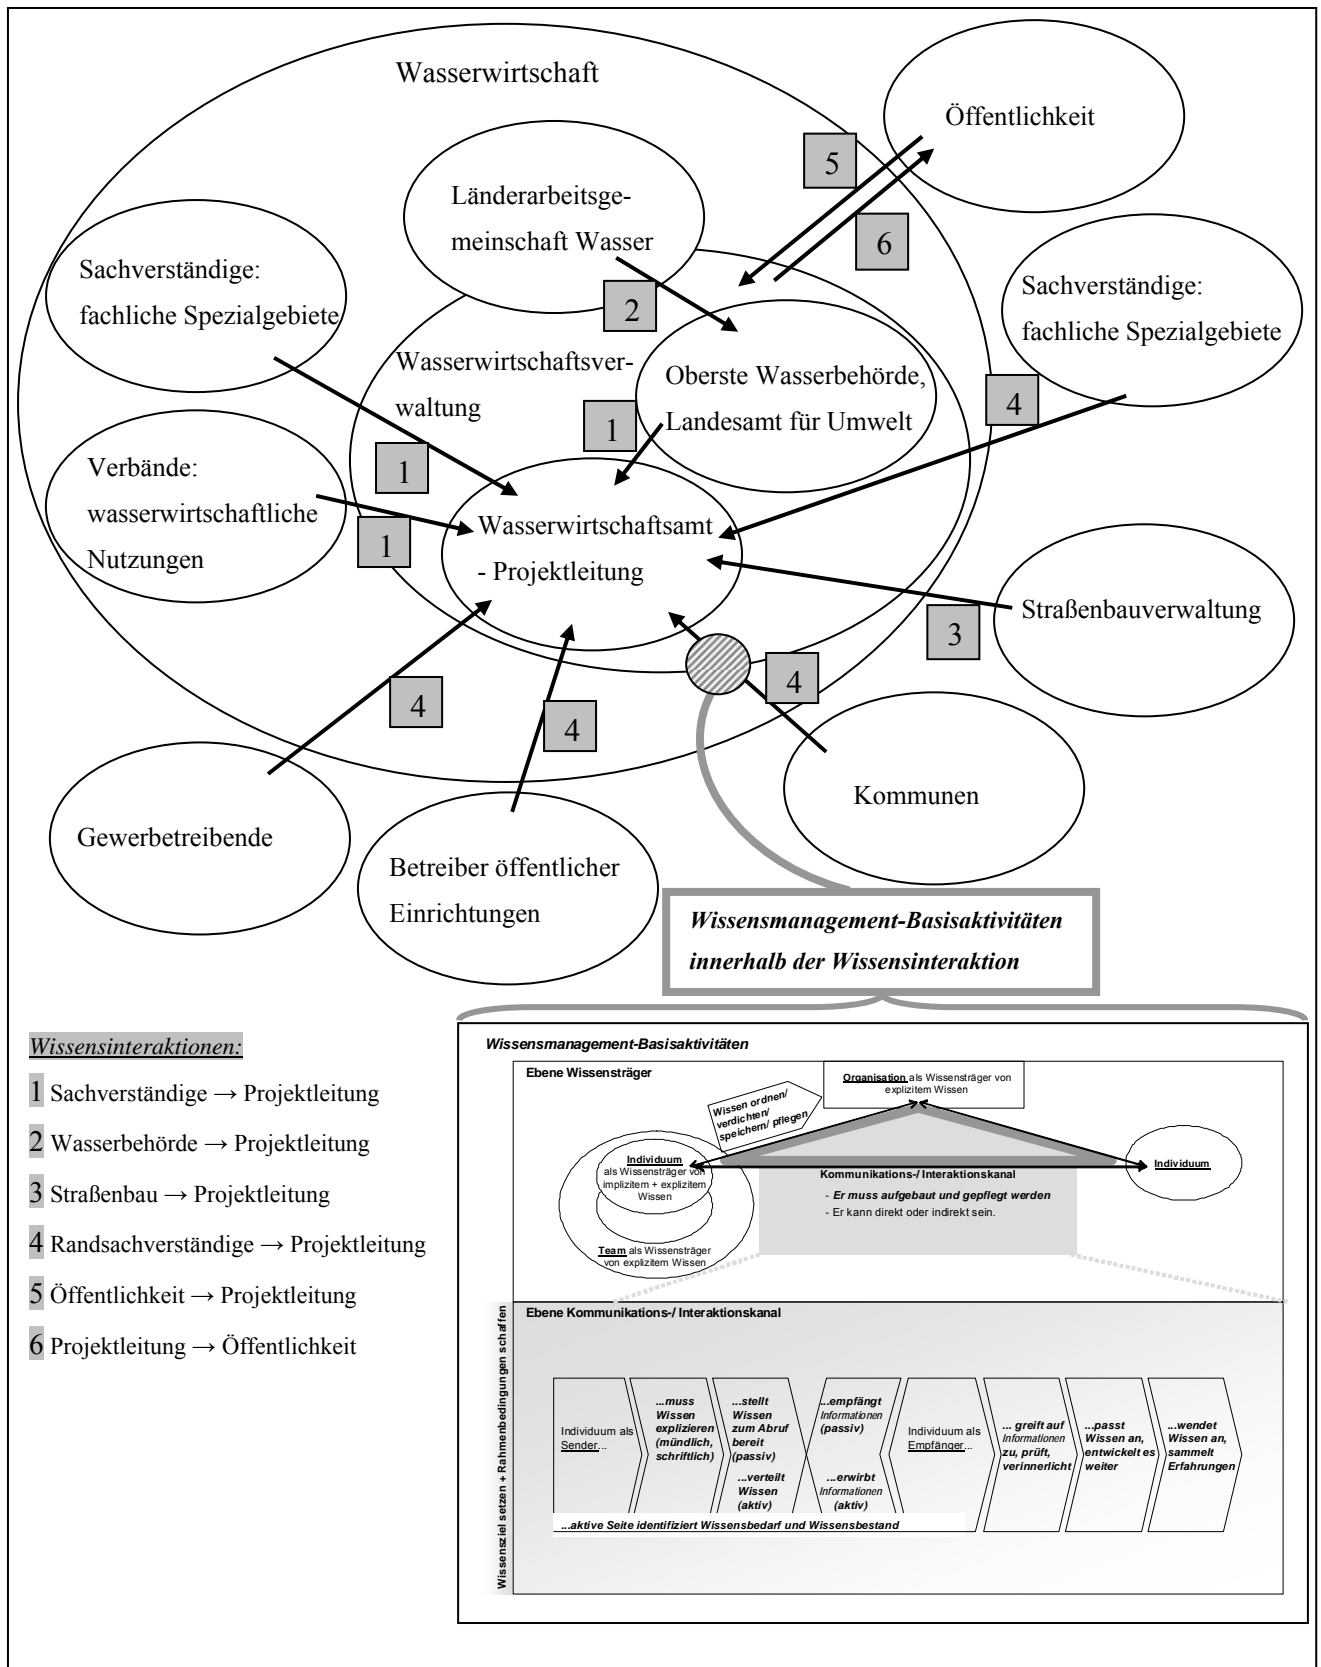 Wasserwirtschaft
Öffentlichkeit
5
6
Länderarbeitsge-
meinschaft Wasser
2
Sachverständige:
fachliche Spezialgebiete
Sachverständige:
fachliche Spezialgebiete
4
Wasserwirtschaftsver-
waltung
Oberste Wasserbehörde,
Landesamt für Umwelt
1
1
Verbände:
wasserwirtschaftliche
Nutzungen
1
Wasserwirtschaftsamt
- Projektleitung
Straßenbauverwaltung
3
4
4
4
Kommunen
Gewerbetreibende
Betreiber öffentlicher
Einrichtungen
Wissensmanagement-Basisaktivitäten
innerhalb der Wissensinteraktion
Wissensinteraktionen:
1 Sachverständige → Projektleitung
2 Wasserbehörde → Projektleitung
3 Straßenbau → Projektleitung
4 Randsachverständige → Projektleitung
5 Öffentlichkeit → Projektleitung
6 Projektleitung → Öffentlichkeit
Wissensmanagement-Basisaktivitäten
Ebene Wissensträger
Organisation als Wissensträger von
explizitem Wissen
Wissen ordnen/
verdichten/
speichern/ pflegen
Individuum
als Wissensträger von
implizitem + explizitem
Wissen
Team als Wissensträger
von explizitem Wissen
Individuum
Kommunikations-/ Interaktionskanal
- Er muss aufgebaut und gepflegt werden
- Er kann direkt oder indirekt sein.
Wissensziel setzen + Rahmenbedingungen schaffen
Ebene Kommunikations-/ Interaktionskanal
Individuum als
Sender...
...muss
Wissen
explizieren
(mündlich,
schriftlich)
...stellt
Wissen
zum Abruf
bereit
(passiv)
...verteilt
Wissen
(aktiv)
...empfängt
Informationen
(passiv)
...erwirbt
Informationen
(aktiv)
Individuum als
Empfänger...
... greift auf
Informationen
zu, prüft,
verinnerlicht
...passt
Wissen an,
entwickelt es
weiter
...wendet
Wissen an,
sammelt
Erfahrungen
...aktive Seite identifiziert Wissensbedarf und Wissensbestand